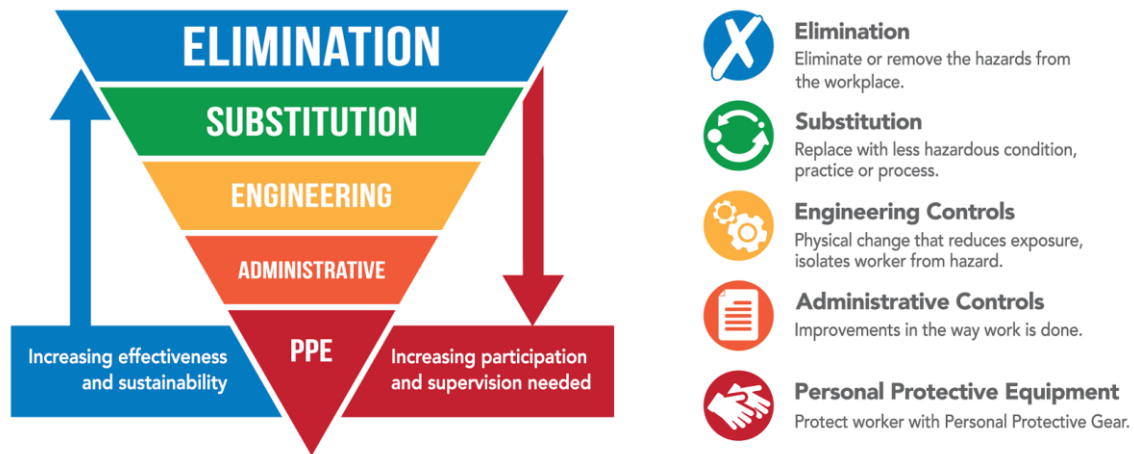 ELIMINATION
SUBSTITUTION
ENGINEERING
ADMINISTRATIVE
PPE
Increasing effectiveness
and sustainability
Increasing participation
and supervision needed
Elimination
Eliminate or remove the hazards from
the workplace.
Substitution
Replace with less hazardous condition,
practice or process.
Engineering Controls
Physical change that reduces exposure,
isolates worker from hazard.
Administrative Controls
Improvements in the way work is done.
Personal Protective Equipment
Protect worker with Personal Protective Gear.